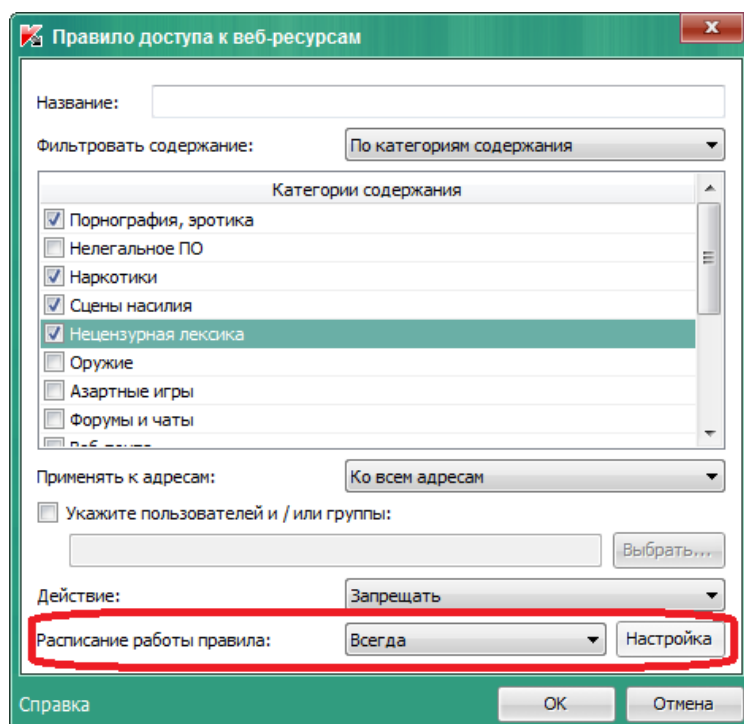 Правило доступа к веб-ресурсам
Название:
Фильтровать содержание: По категориям содержания
Категории содержания
Порнография, эротика
Нелегальное ПО
Наркотики
Сцены насилия
Нецензурная лексика
Оружие
Азартные игры
Форумы и чаты
Применять к адресам: Ко всем адресам
Укажите пользователей и / или группы:
Выбрать...
Действие: Запрещать
Расписание работы правила: Всегда Настройка
Справка OK Отмена